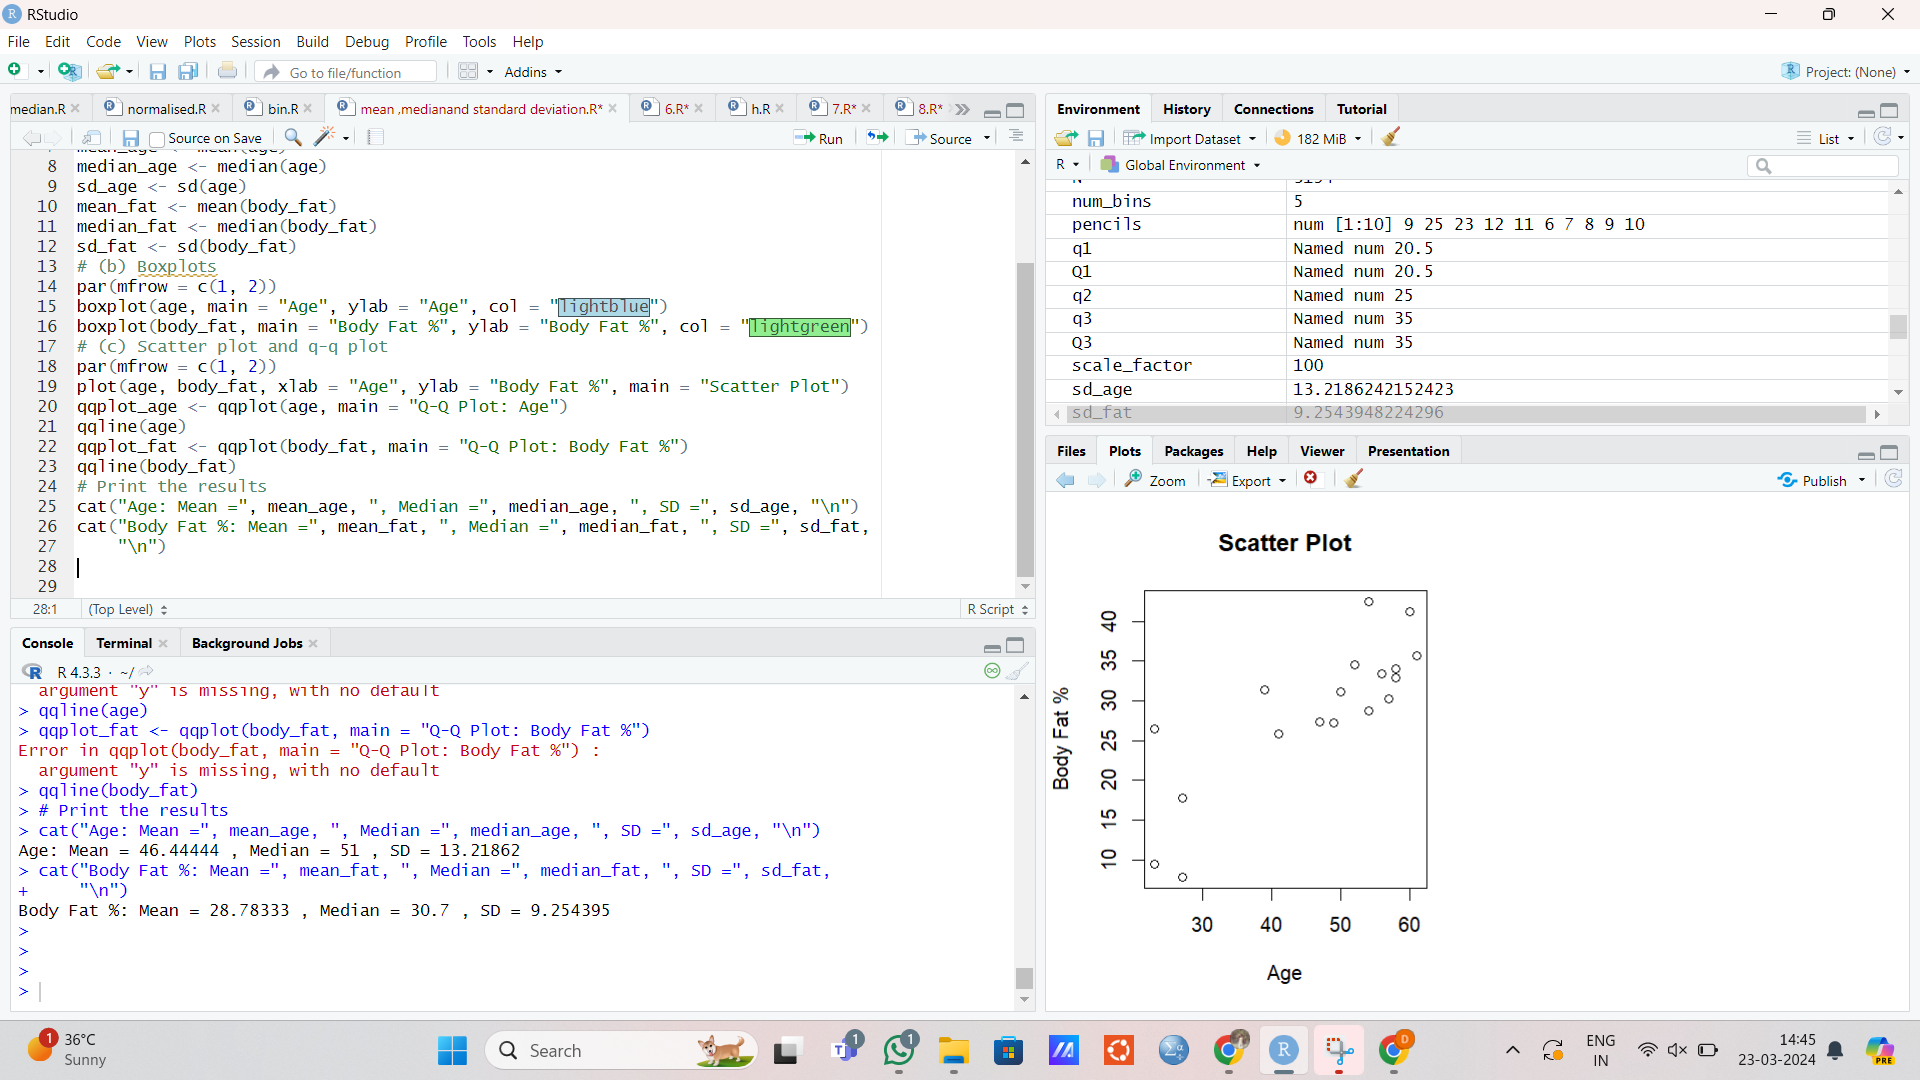 RStudio
File Edit Code View Plots Session Build Debug Profile Tools Help
Go to file/function Addins Project: (None)
median.R normalised.R bin.R mean ,medianand standard deviation.R* 6.R* h.R 7.R* 8.R*
Source on Save Run Source
8 median_age <- median(age)
9 sd_age <- sd(age)
10 mean_fat <- mean(body_fat)
11 median_fat <- median(body_fat)
12 sd_fat <- sd(body_fat)
13 # (b) Boxplots
14 par(mfrow = c(1, 2))
15 boxplot(age, main = "Age", ylab = "Age", col = "lightblue")
16 boxplot(body_fat, main = "Body Fat %", ylab = "Body Fat %", col = "lightgreen")
17 # (c) Scatter plot and q-q plot
18 par(mfrow = c(1, 2))
19 plot(age, body_fat, xlab = "Age", ylab = "Body Fat %", main = "Scatter Plot")
20 qqplot_age <- qqplot(age, main = "Q-Q Plot: Age")
21 qqline(age)
22 qqplot_fat <- qqplot(body_fat, main = "Q-Q Plot: Body Fat %")
23 qqline(body_fat)
24 # Print the results
25 cat("Age: Mean =", mean_age, ", Median =", median_age, ", SD =", sd_age, "\n")
26 cat("Body Fat %: Mean =", mean_fat, ", Median =", median_fat, ", SD =", sd_fat,
27 "\n")
28
29
28:1 (Top Level) R Script
Console Terminal Background Jobs
R 4.3.3 · ~/
argument "y" is missing, with no default
> qqline(age)
> qqplot_fat <- qqplot(body_fat, main = "Q-Q Plot: Body Fat %")
Error in qqplot(body_fat, main = "Q-Q Plot: Body Fat %") :
argument "y" is missing, with no default
> qqline(body_fat)
> # Print the results
> cat("Age: Mean =", mean_age, ", Median =", median_age, ", SD =", sd_age, "\n")
Age: Mean = 46.44444 , Median = 51 , SD = 13.21862
> cat("Body Fat %: Mean =", mean_fat, ", Median =", median_fat, ", SD =", sd_fat,
+ "\n")
Body Fat %: Mean = 28.78333 , Median = 30.7 , SD = 9.254395
>
>
>
>
Environment History Connections Tutorial
Import Dataset 182 MiB List
R Global Environment
num_bins 5
pencils num [1:10] 9 25 23 12 11 6 7 8 9 10
q1 Named num 20.5
Q1 Named num 20.5
q2 Named num 25
q3 Named num 35
Q3 Named num 35
scale_factor 100
sd_age 13.2186242152423
sd_fat 9.2543948224296
Files Plots Packages Help Viewer Presentation
Zoom Export Publish
Scatter Plot
Body Fat %
40
35
30
25
20
15
10
30 40 50 60
Age
1 36°C
Sunny
Search
1
1
D
ENG
IN
14:45
23-03-2024
PRE